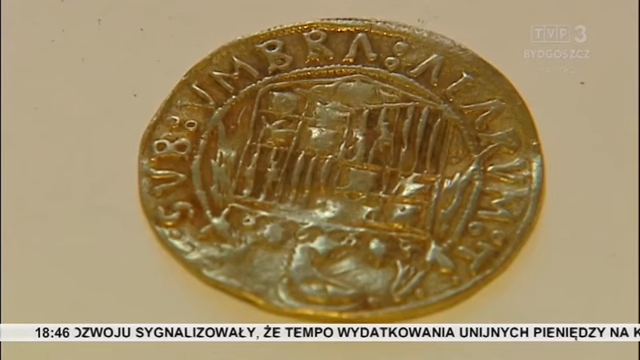 TVP 3
BYDGOSZCZ
:SVB:VMBRA:ALARVM:T
18:46 OZWOJU SYGNALIZOWAŁY, ŻE TEMPO WYDATKOWANIA UNIJNYCH PIENIĘDZY NA K